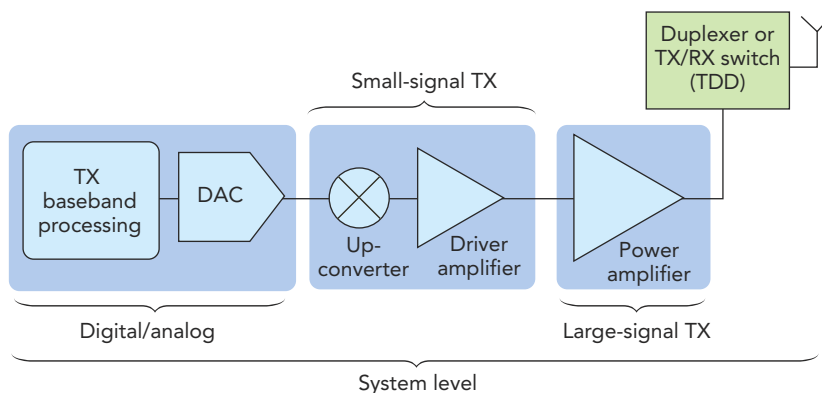 Duplexer or
TX/RX switch
(TDD)
Small-signal TX
TX
baseband
processing
DAC
Up-
converter
Driver
amplifier
Power
amplifier
Digital/analog
Large-signal TX
System level